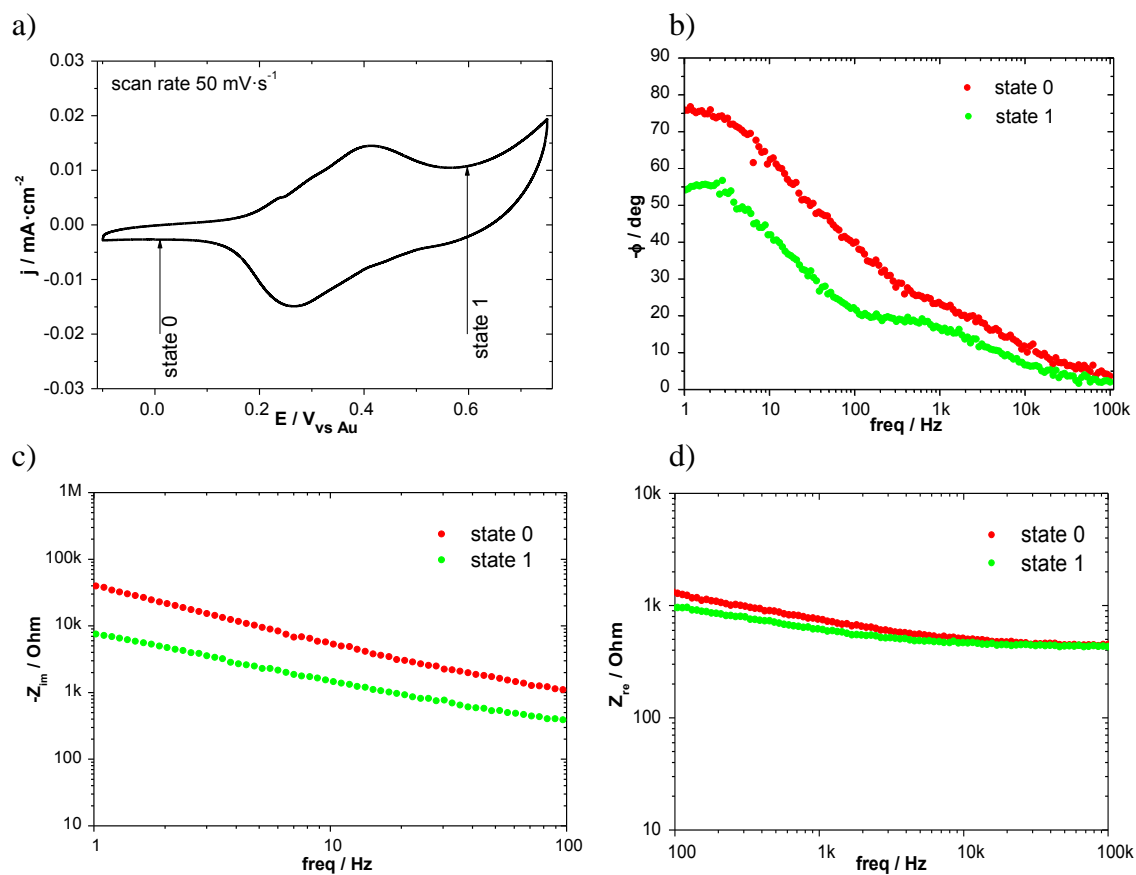 a)
scan rate 50 mV·s⁻¹
0.03
0.02
0.01
0.00
-0.01
-0.02
-0.03
j / mA·cm⁻²
state 0
state 1
0.0
0.2
0.4
0.6
E / V vs Au
b)
90
80
70
60
50
40
30
20
10
0
-ϕ / deg
state 0
state 1
1
10
100
1k
10k
100k
freq / Hz
c)
1M
100k
10k
1k
100
10
-Zim / Ohm
state 0
state 1
1
10
100
freq / Hz
d)
10k
1k
100
10
Zre / Ohm
state 0
state 1
100
1k
10k
100k
freq / Hz